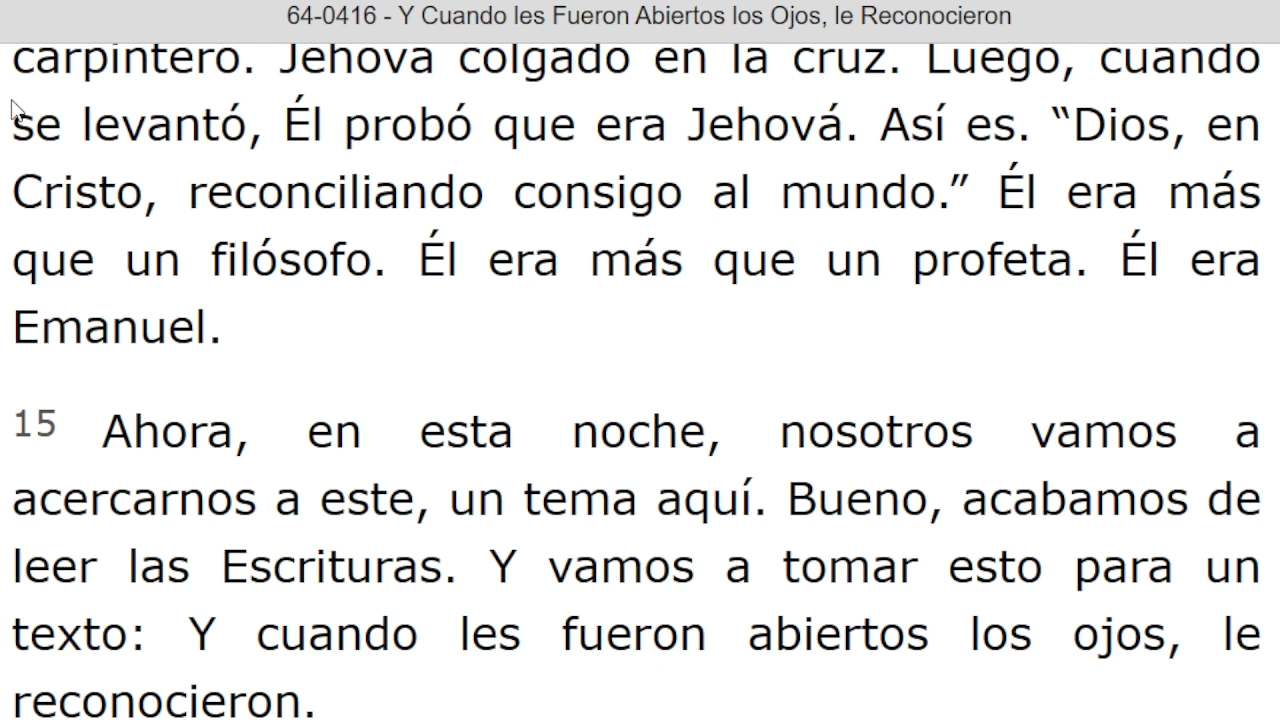 64-0416 - Y Cuando les Fueron Abiertos los Ojos, le Reconocieron
carpintero. Jehová colgado en la cruz. Luego, cuando
se levantó, Él probó que era Jehová. Así es. “Dios, en
Cristo, reconciliando consigo al mundo.” Él era más
que un filósofo. Él era más que un profeta. Él era
Emanuel.
15 Ahora, en esta noche, nosotros vamos a
acercarnos a este, un tema aquí. Bueno, acabamos de
leer las Escrituras. Y vamos a tomar esto para un
texto: Y cuando les fueron abiertos los ojos, le
reconocieron.